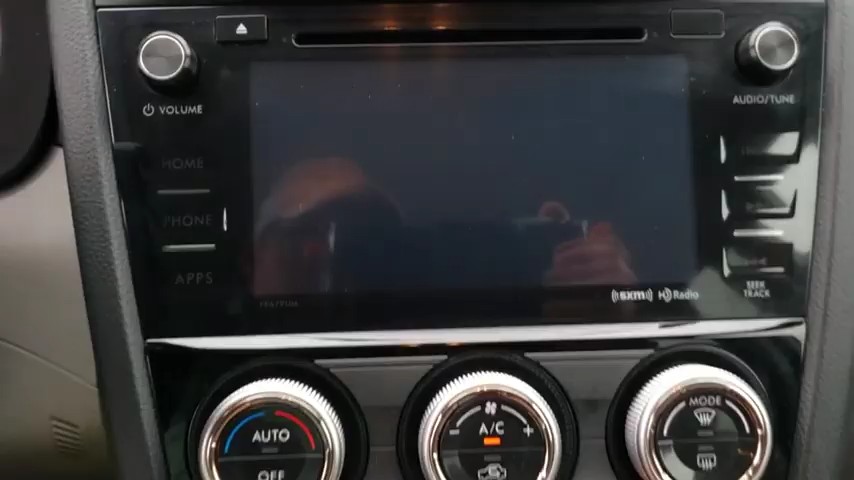 VOLUME
AUDIO/TUNE
HOME
PHONE
APPS
((SXM)) HD Radio
SEEK
TRACK
AUTO
OFF
- A/C +
MODE